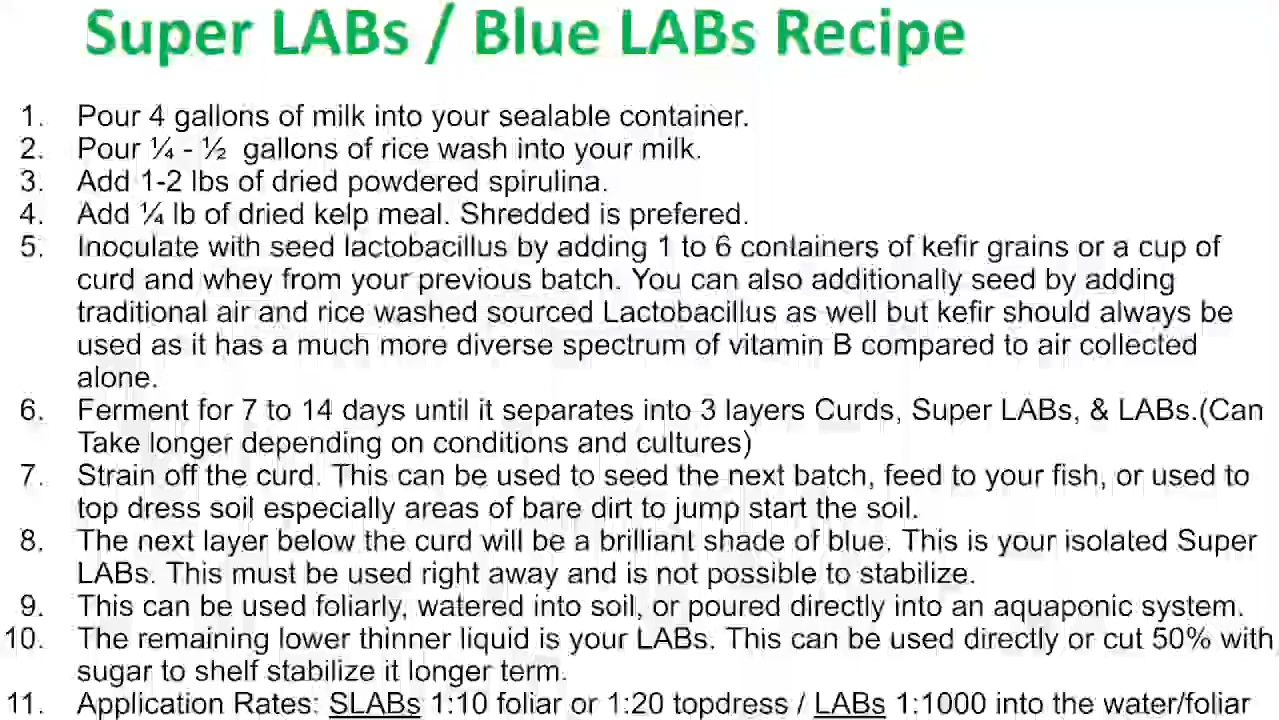 Super LABs / Blue LABs Recipe
1. Pour 4 gallons of milk into your sealable container.
2. Pour ¼ - ½ gallons of rice wash into your milk.
3. Add 1-2 lbs of dried powdered spirulina.
4. Add ¼ lb of dried kelp meal. Shredded is prefered.
5. Inoculate with seed lactobacillus by adding 1 to 6 containers of kefir grains or a cup of
curd and whey from your previous batch. You can also additionally seed by adding
traditional air and rice washed sourced Lactobacillus as well but kefir should always be
used as it has a much more diverse spectrum of vitamin B compared to air collected
alone.
6. Ferment for 7 to 14 days until it separates into 3 layers Curds, Super LABs, & LABs.(Can
Take longer depending on conditions and cultures)
7. Strain off the curd. This can be used to seed the next batch, feed to your fish, or used to
top dress soil especially areas of bare dirt to jump start the soil.
8. The next layer below the curd will be a brilliant shade of blue. This is your isolated Super
LABs. This must be used right away and is not possible to stabilize.
9. This can be used foliarly, watered into soil, or poured directly into an aquaponic system.
10. The remaining lower thinner liquid is your LABs. This can be used directly or cut 50% with
sugar to shelf stabilize it longer term.
11. Application Rates: SLABs 1:10 foliar or 1:20 topdress / LABs 1:1000 into the water/foliar